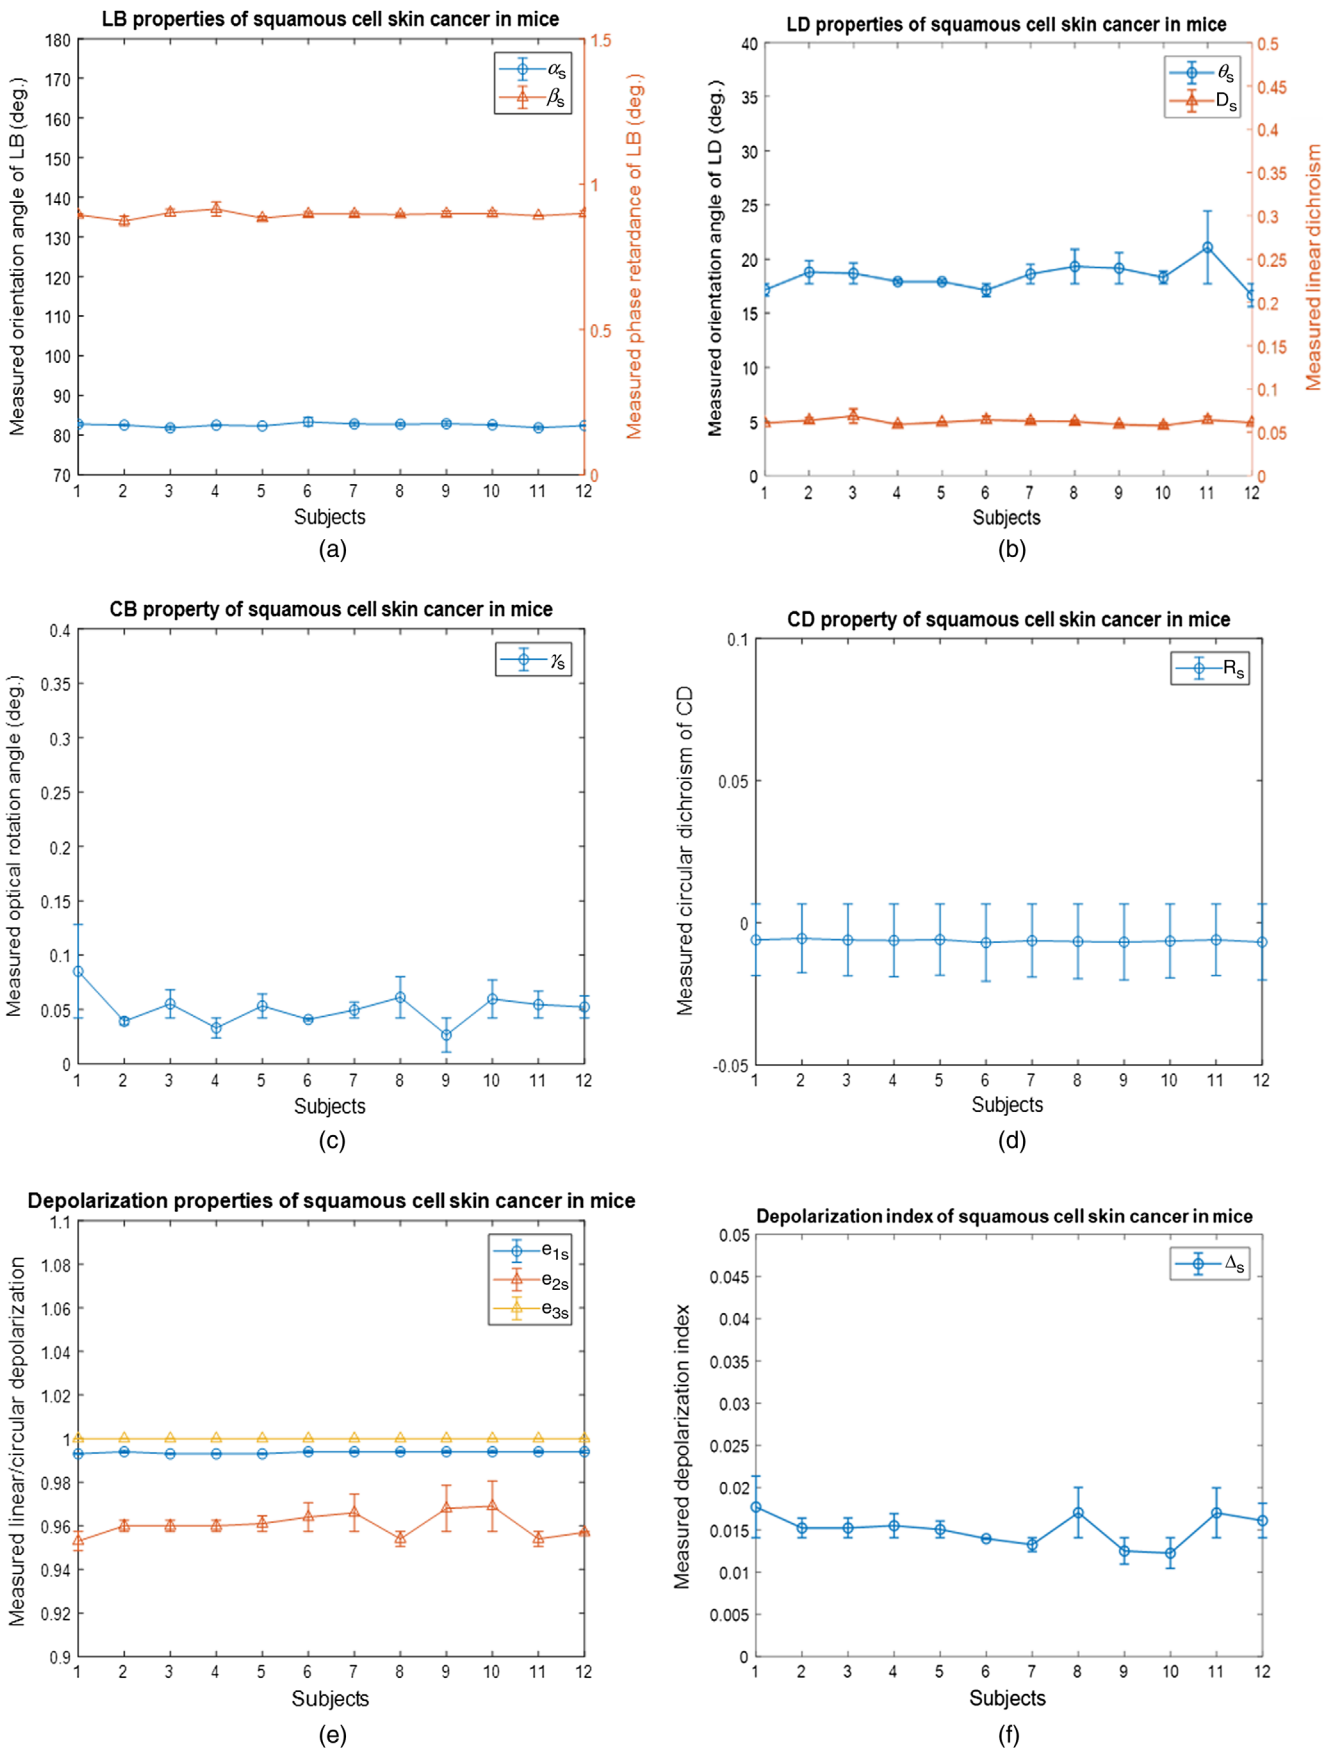 LB properties of squamous cell skin cancer in mice
Measured orientation angle of LB (deg.)
180
170
160
150
140
130
120
110
100
90
80
70
1.5
1
0.5
0
Measured phase retardance of LB (deg.)
αs
βs
1 2 3 4 5 6 7 8 9 10 11 12
Subjects
(a)
LD properties of squamous cell skin cancer in mice
Measured orientation angle of LD (deg.)
40
35
30
25
20
15
10
5
0
0.5
0.45
0.4
0.35
0.3
0.25
0.2
0.15
0.1
0.05
0
Measured linear dichroism
θs
Ds
1 2 3 4 5 6 7 8 9 10 11 12
Subjects
(b)
CB property of squamous cell skin cancer in mice
Measured optical rotation angle (deg.)
0.4
0.35
0.3
0.25
0.2
0.15
0.1
0.05
0
γs
1 2 3 4 5 6 7 8 9 10 11 12
Subjects
(c)
CD property of squamous cell skin cancer in mice
Measured circular dichroism of CD
0.1
0.05
0
-0.05
Rs
1 2 3 4 5 6 7 8 9 10 11 12
Subjects
(d)
Depolarization properties of squamous cell skin cancer in mice
Measured linear/circular depolarization
1.1
1.08
1.06
1.04
1.02
1
0.98
0.96
0.94
0.92
0.9
e1s
e2s
e3s
1 2 3 4 5 6 7 8 9 10 11 12
Subjects
(e)
Depolarization index of squamous cell skin cancer in mice
Measured depolarization index
0.05
0.045
0.04
0.035
0.03
0.025
0.02
0.015
0.01
0.005
0
Δs
1 2 3 4 5 6 7 8 9 10 11 12
Subjects
(f)